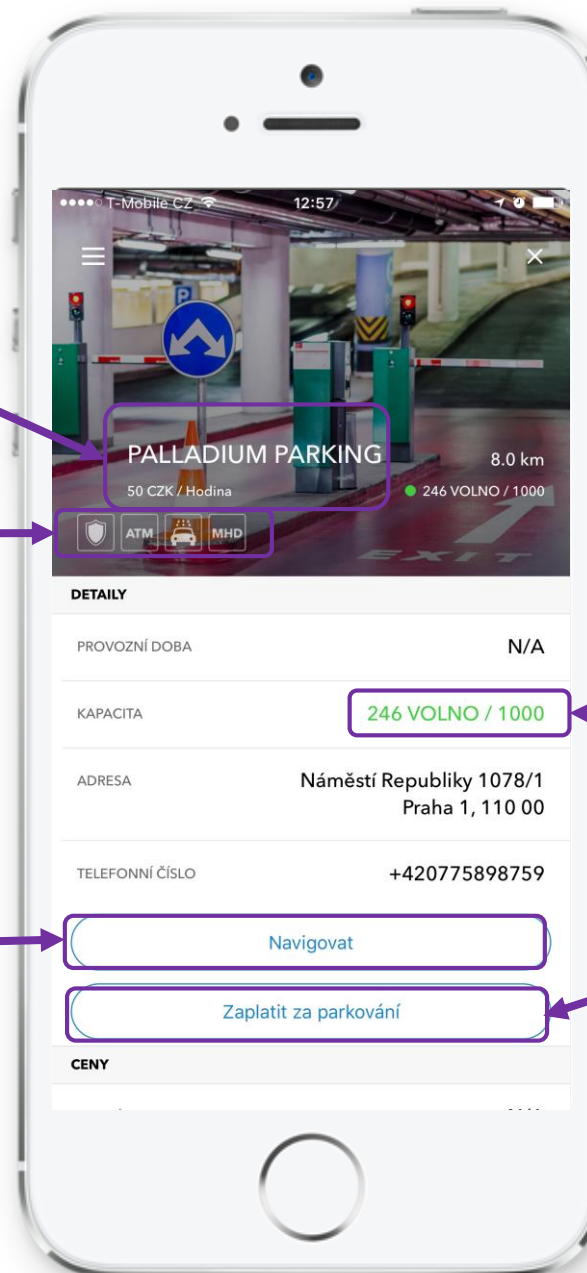 T-Mobile CZ
12:57
P
PALLADIUM PARKING
8.0 km
50 CZK / Hodina
246 VOLNO / 1000
ATM
MHD
EXIT
DETAILY
PROVOZNÍ DOBA
N/A
KAPACITA
246 VOLNO / 1000
ADRESA
Náměstí Republiky 1078/1
Praha 1, 110 00
TELEFONNÍ ČÍSLO
+420775898759
Navigovat
Zaplatit za parkování
CENY